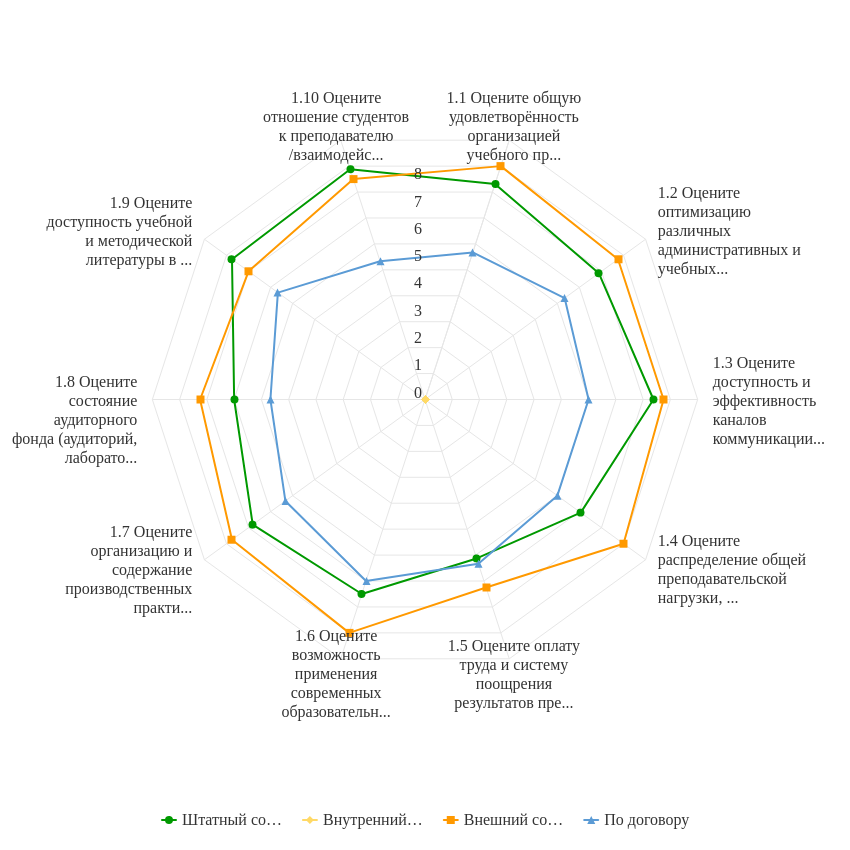 1.10 Оцените
отношение студентов
к преподавателю
/взаимодейс...
1.1 Оцените общую
удовлетворённость
организацией
учебного пр...
1.2 Оцените
оптимизацию
различных
административных и
учебных...
1.9 Оцените
доступность учебной
и методической
литературы в ...
8
7
6
5
4
3
2
1
0
1.3 Оцените
доступность и
эффективность
каналов
коммуникации...
1.8 Оцените
состояние
аудиторного
фонда (аудиторий,
лаборато...
1.7 Оцените
организацию и
содержание
производственных
практи...
1.4 Оцените
распределение общей
преподавательской
нагрузки, ...
1.6 Оцените
возможность
применения
современных
образовательн...
1.5 Оцените оплату
труда и систему
поощрения
результатов пре...
Штатный со… Внутренний… Внешний со… По договору